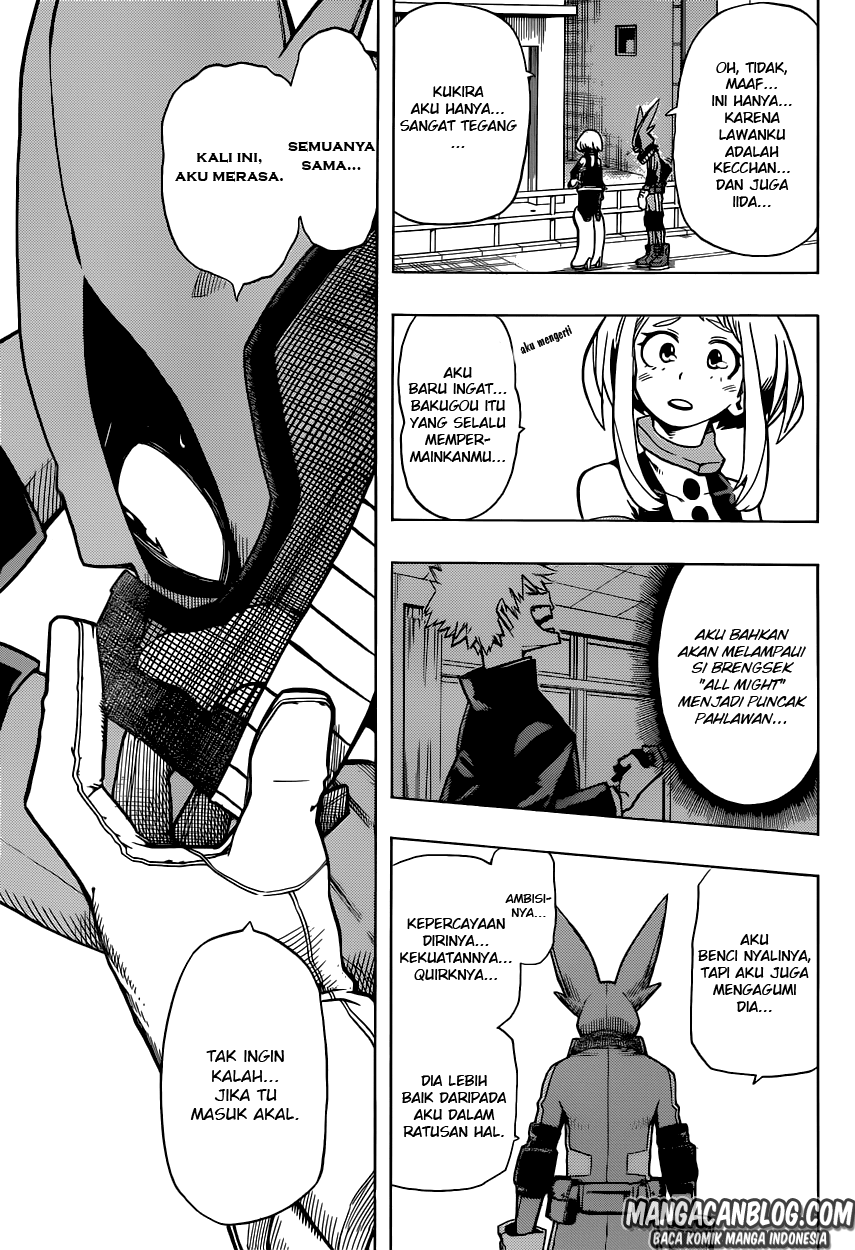 OH, TIDAK,
MAAF...
INI HANYA...
KARENA
LAWANKU
ADALAH
KECCHAN...
DAN JUGA
IIDA...
KUKIRA
AKU HANYA...
SANGAT TEGANG
...
aku mengerti
AKU
BARU INGAT...
BAKUGOU ITU
YANG SELALU
MEMPER-
MAINKANMU...
AKU BAHKAN
AKAN MELAMPAUI
SI BRENGSEK
"ALL MIGHT"
MENJADI PUNCAK
PAHLAWAN...
AKU
BENCI NYALINYA,
TAPI AKU JUGA
MENGAGUMI
DIA...
AMBISI-
NYA...
KEPERCAYAAN
DIRINYA...
KEKUATANNYA...
QUIRKNYA...
DIA LEBIH
BAIK DARIPADA
AKU DALAM
RATUSAN HAL.
SEMUANYA
SAMA...
KALI INI,
AKU MERASA.
TAK INGIN
KALAH...
JIKA TU
MASUK AKAL.
MANGACANBLOG.COM
BACA KOMIK MANGA INDONESIA